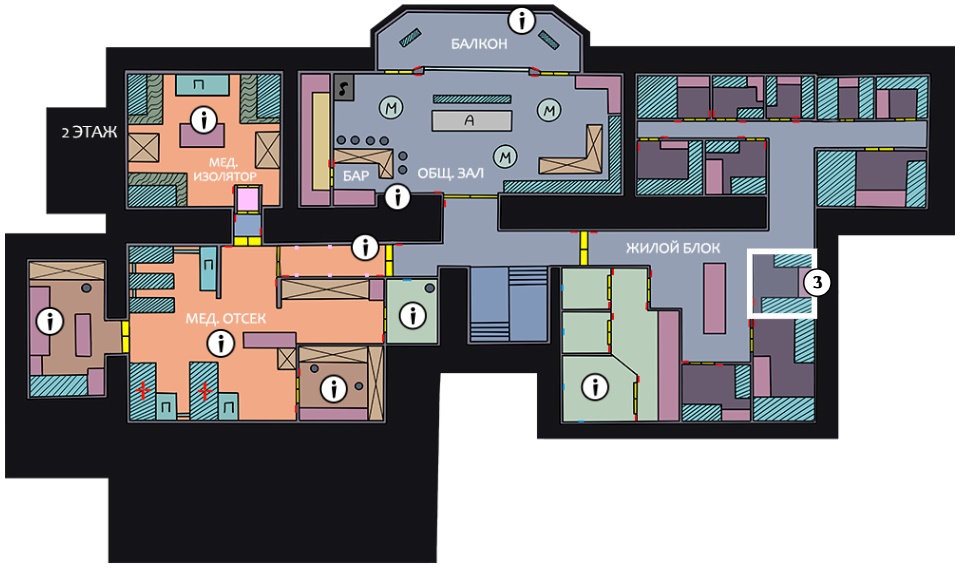 i
БАЛКОН
П
i
М
М
А
2 ЭТАЖ
МЕД.
ИЗОЛЯТОР
М
БАР
ОБЩ. ЗАЛ
i
i
ЖИЛОЙ БЛОК
П
3
i
МЕД. ОТСЕК
i
i
i
i
П
П